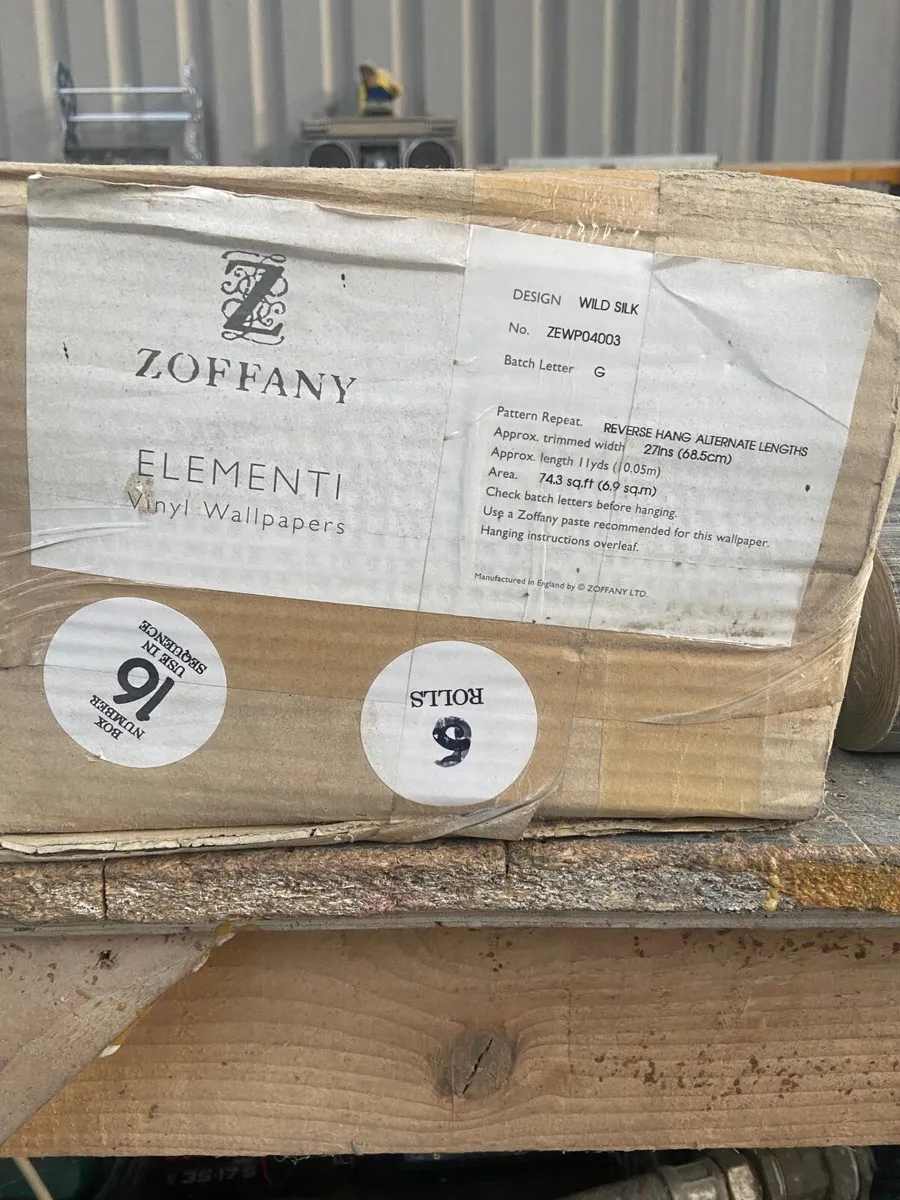 Z
ZOFFANY
ELEMENTI
Vinyl Wallpapers
DESIGN WILD SILK
No. ZEWP04003
Batch Letter G
Pattern Repeat. REVERSE HANG ALTERNATE LENGTHS
Approx. trimmed width 27Ins (68.5cm)
Approx. length 11yds (10.05m)
Area. 74.3 sq.ft (6.9 sq.m)
Check batch letters before hanging.
Use a Zoffany paste recommended for this wallpaper.
Hanging instructions overleaf.
Manufactured in England by © ZOFFANY LTD.
BOX
NUMBER
16
USE IN
SEQUENCE
6
ROLLS